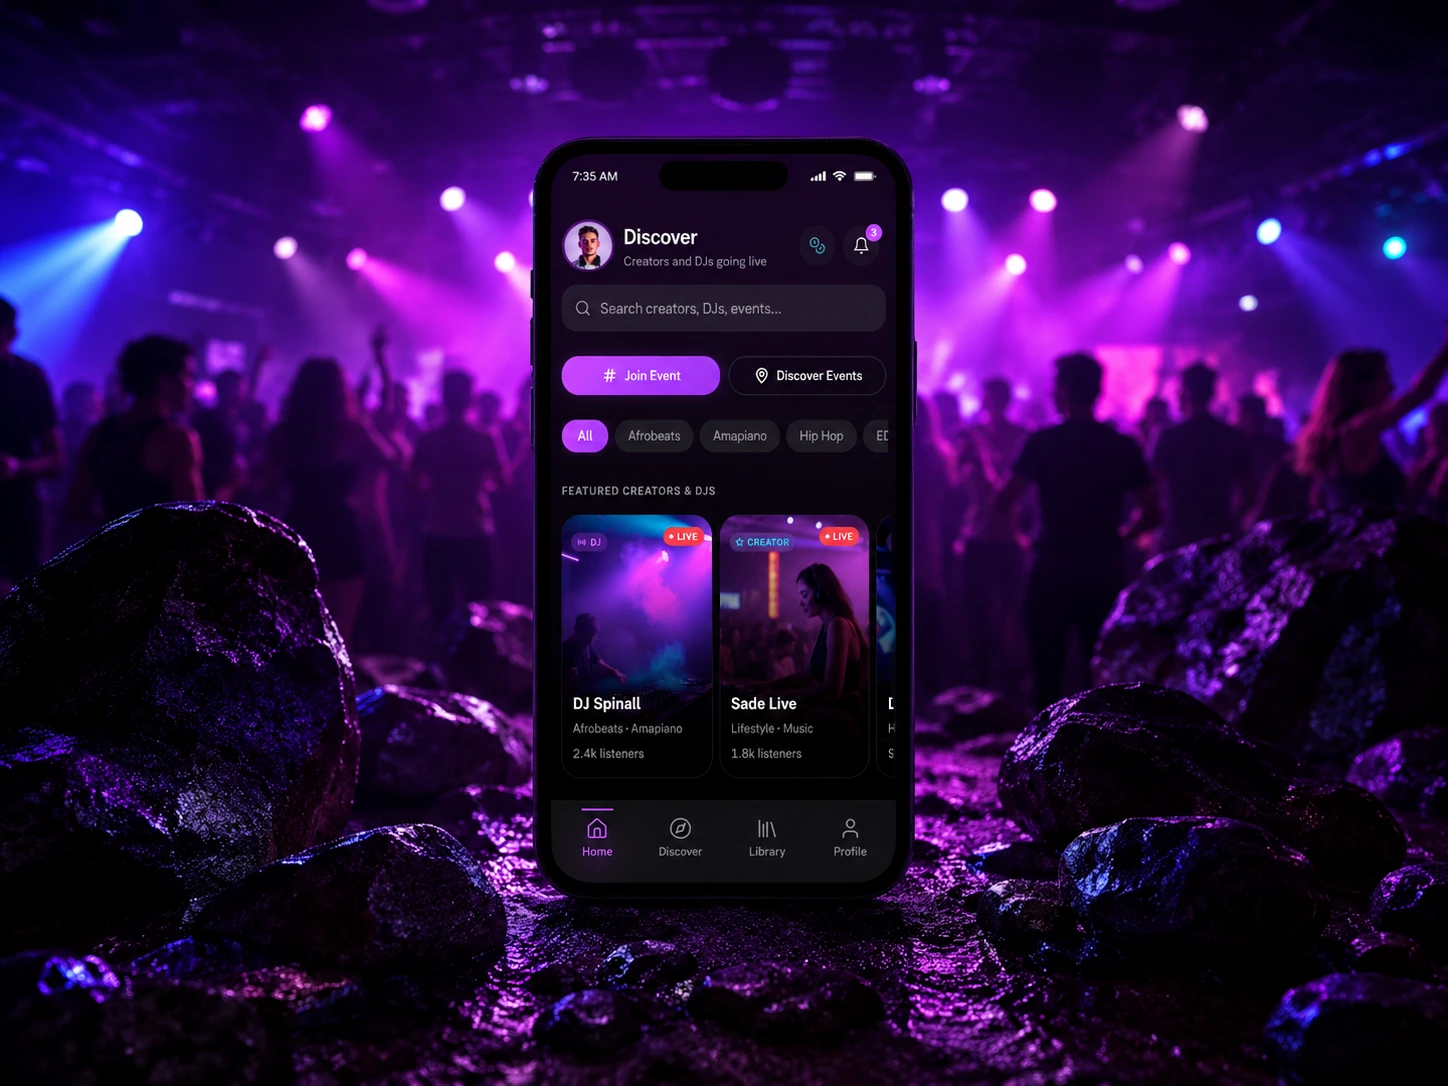 7:35 AM
Discover
Creators and DJs going live
3
Search creators, DJs, events...
# Join Event
Discover Events
All
Afrobeats
Amapiano
Hip Hop
FEATURED CREATORS & DJS
DJ
LIVE
CREATOR
LIVE
DJ Spinall
Afrobeats • Amapiano
2.4k listeners
Sade Live
Lifestyle • Music
1.8k listeners
Home
Discover
Library
Profile